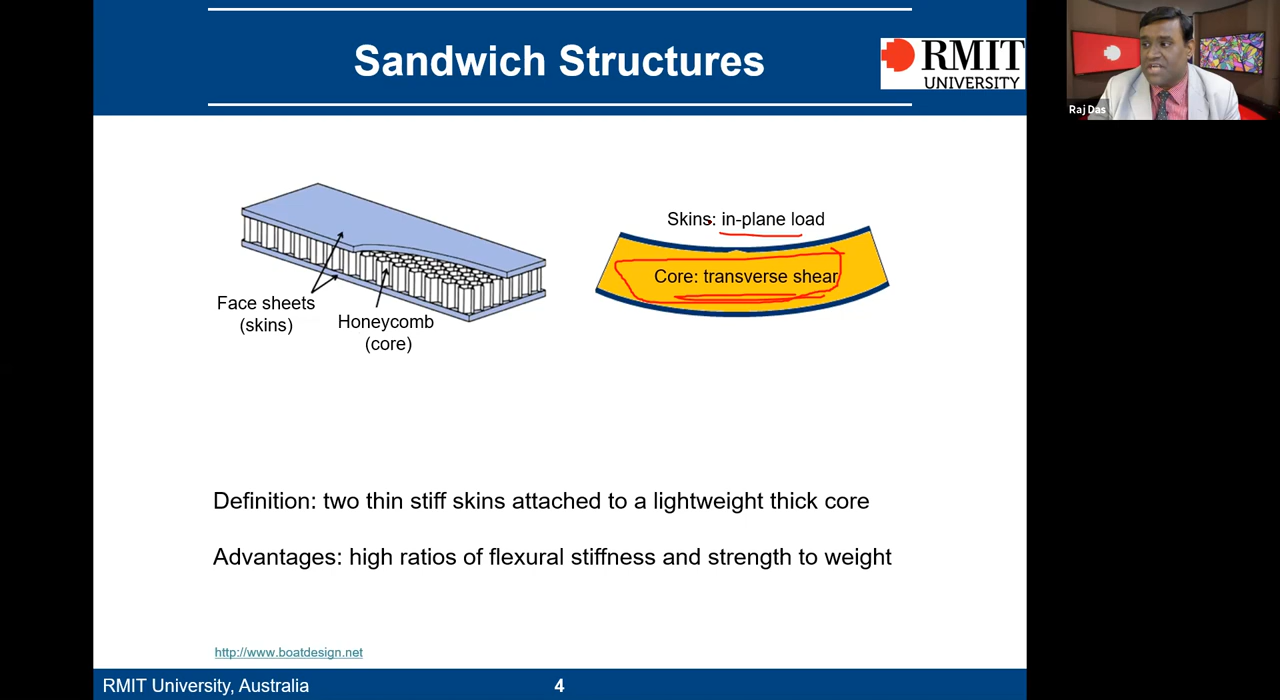 Sandwich Structures
RMIT
UNIVERSITY
Raj Das
Skins: in-plane load
Core: transverse shear
Face sheets
(skins)
Honeycomb
(core)
Definition: two thin stiff skins attached to a lightweight thick core
Advantages: high ratios of flexural stiffness and strength to weight
http://www.boatdesign.net
RMIT University, Australia
4